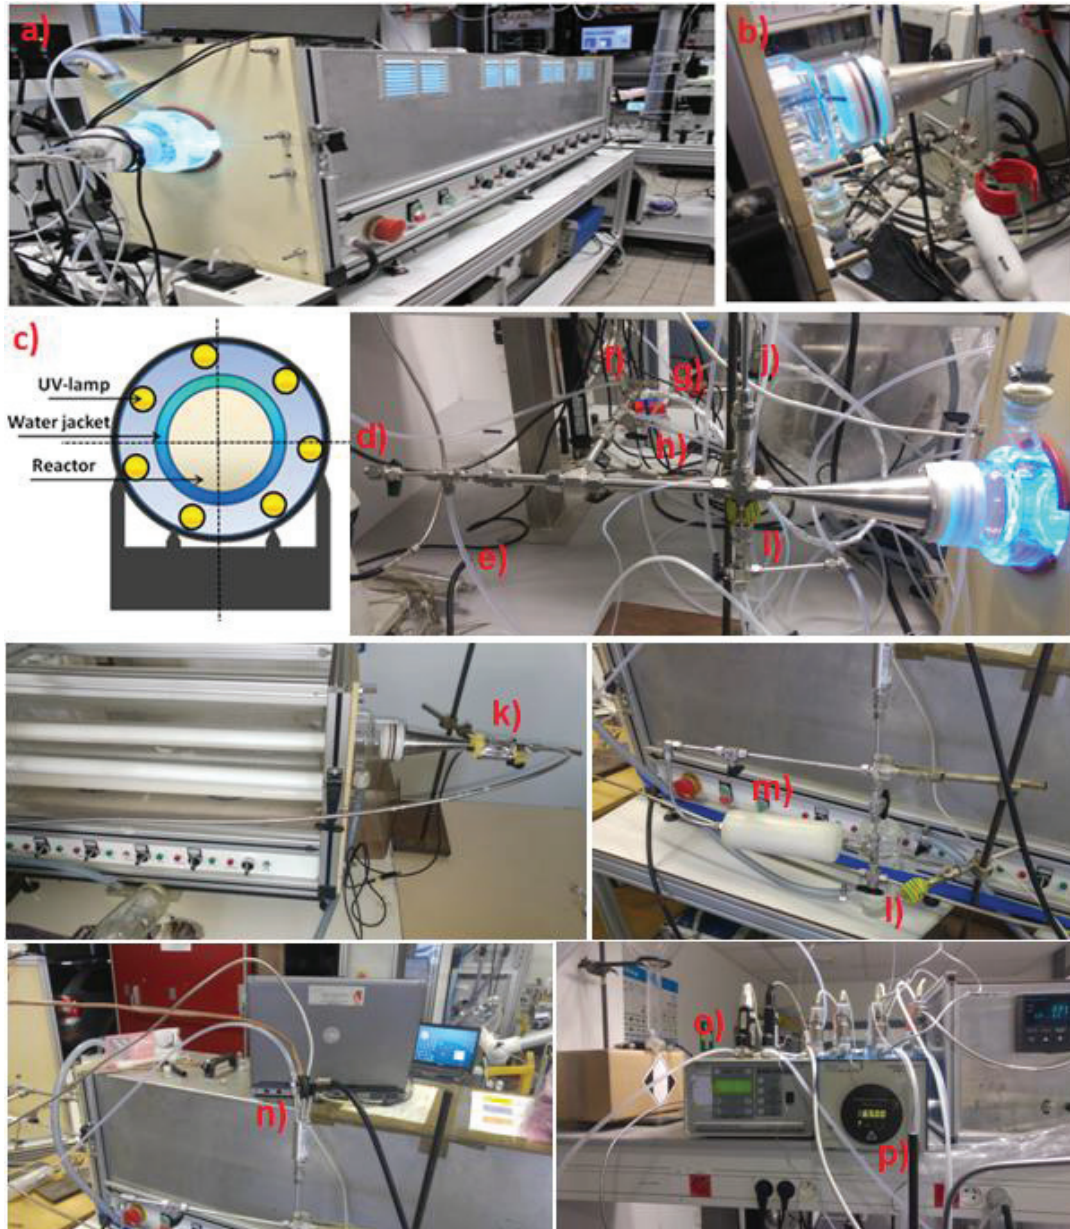 a)
b)
c)
UV-lamp
Water jacket
Reactor
d)
e)
f)
g)
h)
i)
j)
k)
l)
m)
n)
o)
p)